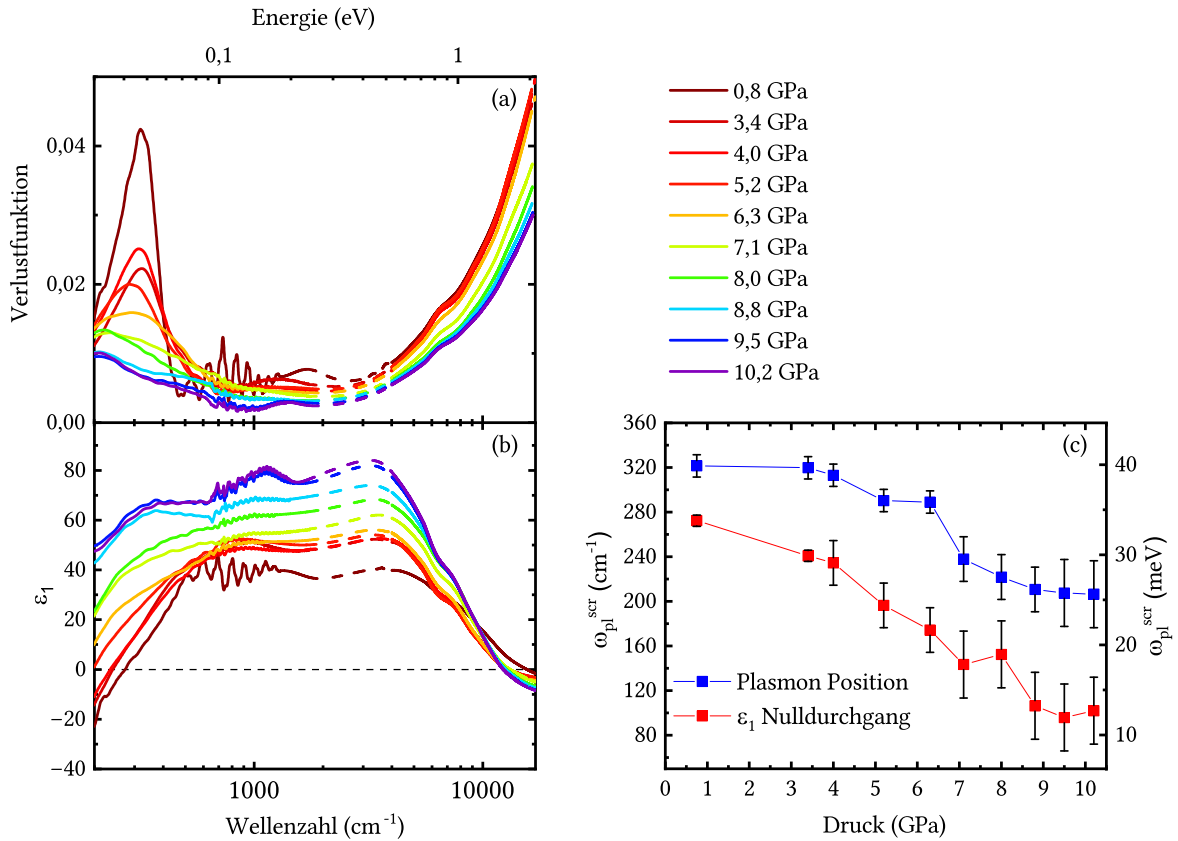 Energie (eV)
0,1 1
(a)
Verlustfunktion
0,04
0,02
0,00
0,8 GPa
3,4 GPa
4,0 GPa
5,2 GPa
6,3 GPa
7,1 GPa
8,0 GPa
8,8 GPa
9,5 GPa
10,2 GPa
(b)
ε₁
80
60
40
20
0
−20
−40
1000 10000
Wellenzahl (cm⁻¹)
(c)
ωₚₗˢᶜʳ (cm⁻¹)
360
320
280
240
200
160
120
80
Plasmon Position
ε₁ Nulldurchgang
40
30
20
10
ωₚₗˢᶜʳ (meV)
0 1 2 3 4 5 6 7 8 9 10
Druck (GPa)